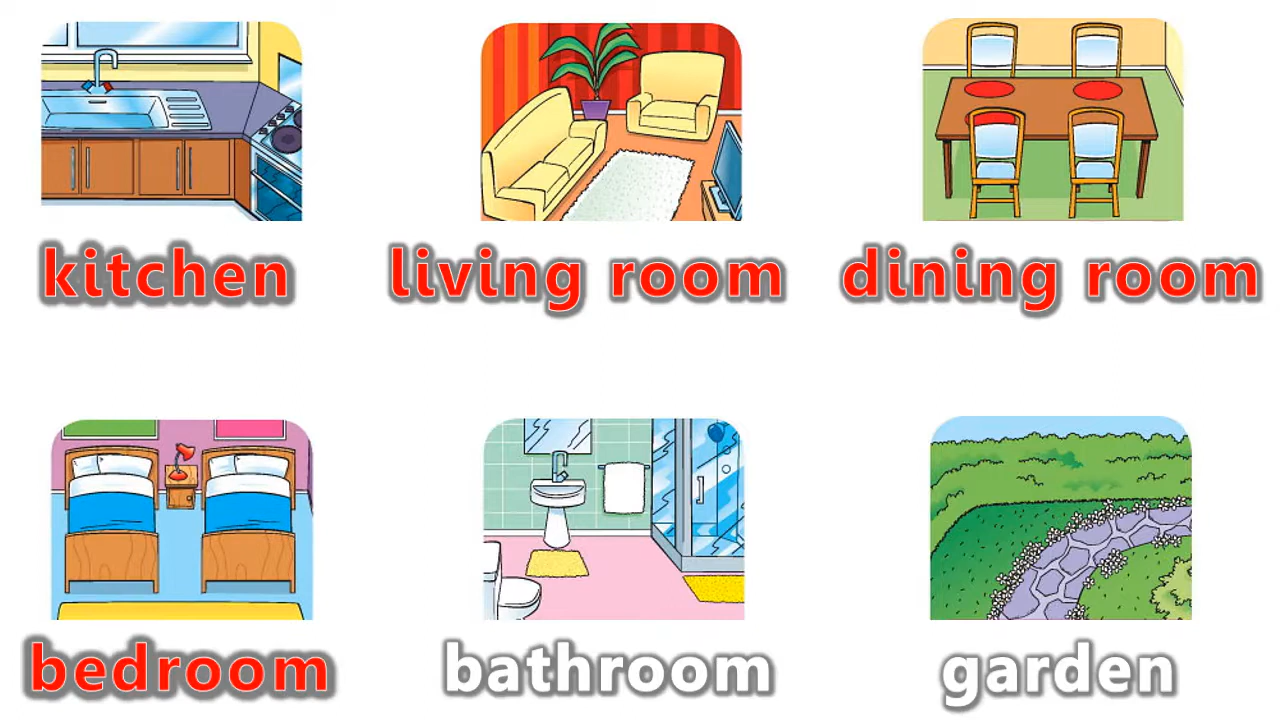 kitchen
living room
dining room
bedroom
bathroom
garden